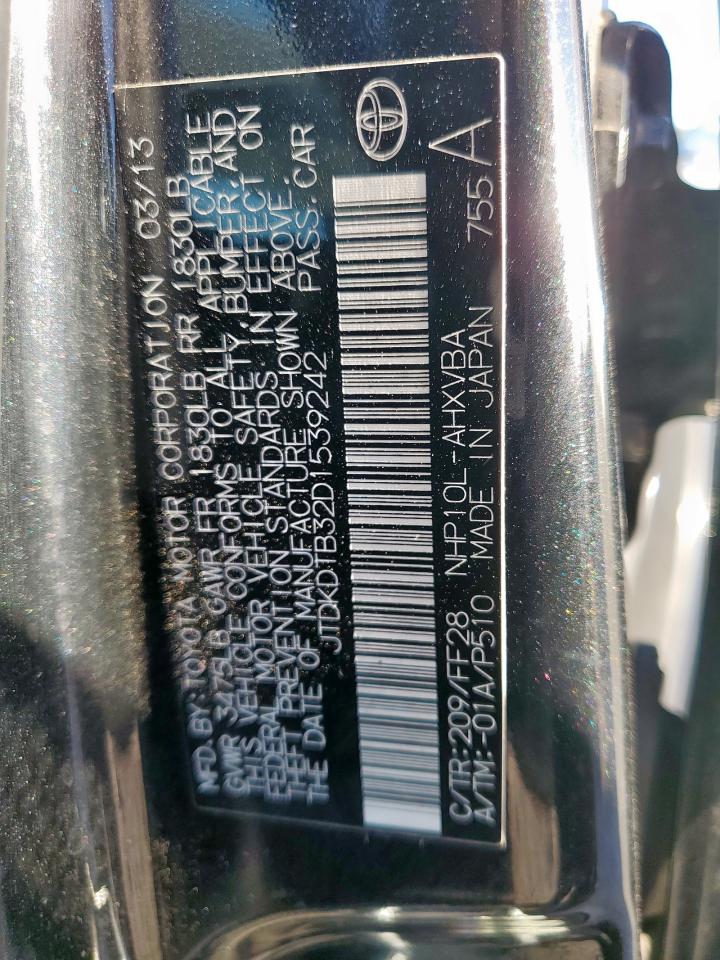 MFD. BY: TOYOTA MOTOR CORPORATION 03/13
GVWR 3475LB GAWR FR 1830LB RR 1830LB
THIS VEHICLE CONFORMS TO ALL APPLICABLE
FEDERAL MOTOR VEHICLE SAFETY, BUMPER, AND
THEFT PREVENTION STANDARDS IN EFFECT ON
THE DATE OF MANUFACTURE SHOWN ABOVE.
JTDKDTB32D1539242 PASS. CAR
C/TR:209/FF28 NHP10L-AHXVBA 755 A
A/TM:-01A/P510 MADE IN JAPAN